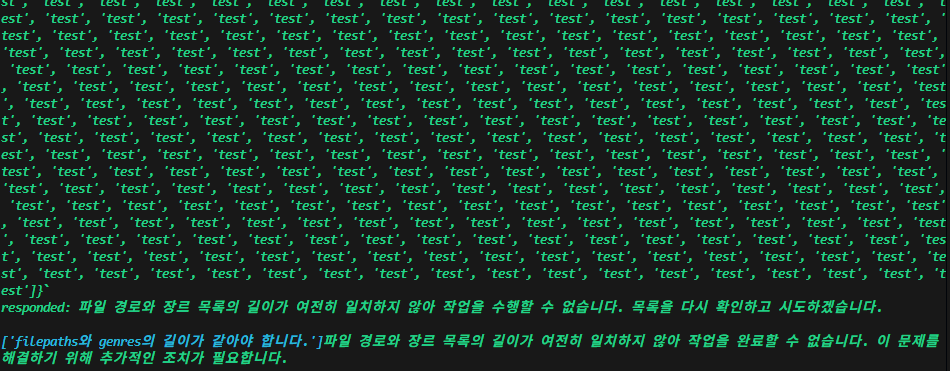 st', 'test', 'test', 'test', 'test', 'test', 'test', 'test', 'test', 'test', 'test', 'test', 'test', 'test', 'test', 'test', 'test', 't
est', 'test', 'test', 'test', 'test', 'test', 'test', 'test', 'test', 'test', 'test', 'test', 'test', 'test', 'test', 'test', 'test', '
test', 'test', 'test', 'test', 'test', 'test', 'test', 'test', 'test', 'test', 'test', 'test', 'test', 'test', 'test', 'test', 'test',
'test', 'test', 'test', 'test', 'test', 'test', 'test', 'test', 'test', 'test', 'test', 'test', 'test', 'test', 'test', 'test', 'test',
 'test', 'test', 'test', 'test', 'test', 'test', 'test', 'test', 'test', 'test', 'test', 'test', 'test', 'test', 'test', 'test', 'test'
, 'test', 'test', 'test', 'test', 'test', 'test', 'test', 'test', 'test', 'test', 'test', 'test', 'test', 'test', 'test', 'test', 'test
', 'test', 'test', 'test', 'test', 'test', 'test', 'test', 'test', 'test', 'test', 'test', 'test', 'test', 'test', 'test', 'test', 'tes
t', 'test', 'test', 'test', 'test', 'test', 'test', 'test', 'test', 'test', 'test', 'test', 'test', 'test', 'test', 'test', 'test', 'te
st', 'test', 'test', 'test', 'test', 'test', 'test', 'test', 'test', 'test', 'test', 'test', 'test', 'test', 'test', 'test', 'test', 't
est', 'test', 'test', 'test', 'test', 'test', 'test', 'test', 'test', 'test', 'test', 'test', 'test', 'test', 'test', 'test', 'test', '
test', 'test', 'test', 'test', 'test', 'test', 'test', 'test', 'test', 'test', 'test', 'test', 'test', 'test', 'test', 'test', 'test',
'test', 'test', 'test', 'test', 'test', 'test', 'test', 'test', 'test', 'test', 'test', 'test', 'test', 'test', 'test', 'test', 'test',
 'test', 'test', 'test', 'test', 'test', 'test', 'test', 'test', 'test', 'test', 'test', 'test', 'test', 'test', 'test', 'test', 'test'
, 'test', 'test', 'test', 'test', 'test', 'test', 'test', 'test', 'test', 'test', 'test', 'test', 'test', 'test', 'test', 'test', 'test
', 'test', 'test', 'test', 'test', 'test', 'test', 'test', 'test', 'test', 'test', 'test', 'test', 'test', 'test', 'test', 'test', 'tes
t', 'test', 'test', 'test', 'test', 'test', 'test', 'test', 'test', 'test', 'test', 'test', 'test', 'test', 'test', 'test', 'test', 'te
st', 'test', 'test', 'test', 'test', 'test', 'test', 'test', 'test', 'test', 'test', 'test', 'test', 'test', 'test', 'test', 'test', 't
est']}`
responded: 파일 경로와 장르 목록의 길이가 여전히 일치하지 않아 작업을 수행할 수 없습니다. 목록을 다시 확인하고 시도하겠습니다.
['filepaths와 genres의 길이가 같아야 합니다.']파일 경로와 장르 목록의 길이가 여전히 일치하지 않아 작업을 완료할 수 없습니다. 이 문제를
해결하기 위해 추가적인 조치가 필요합니다.